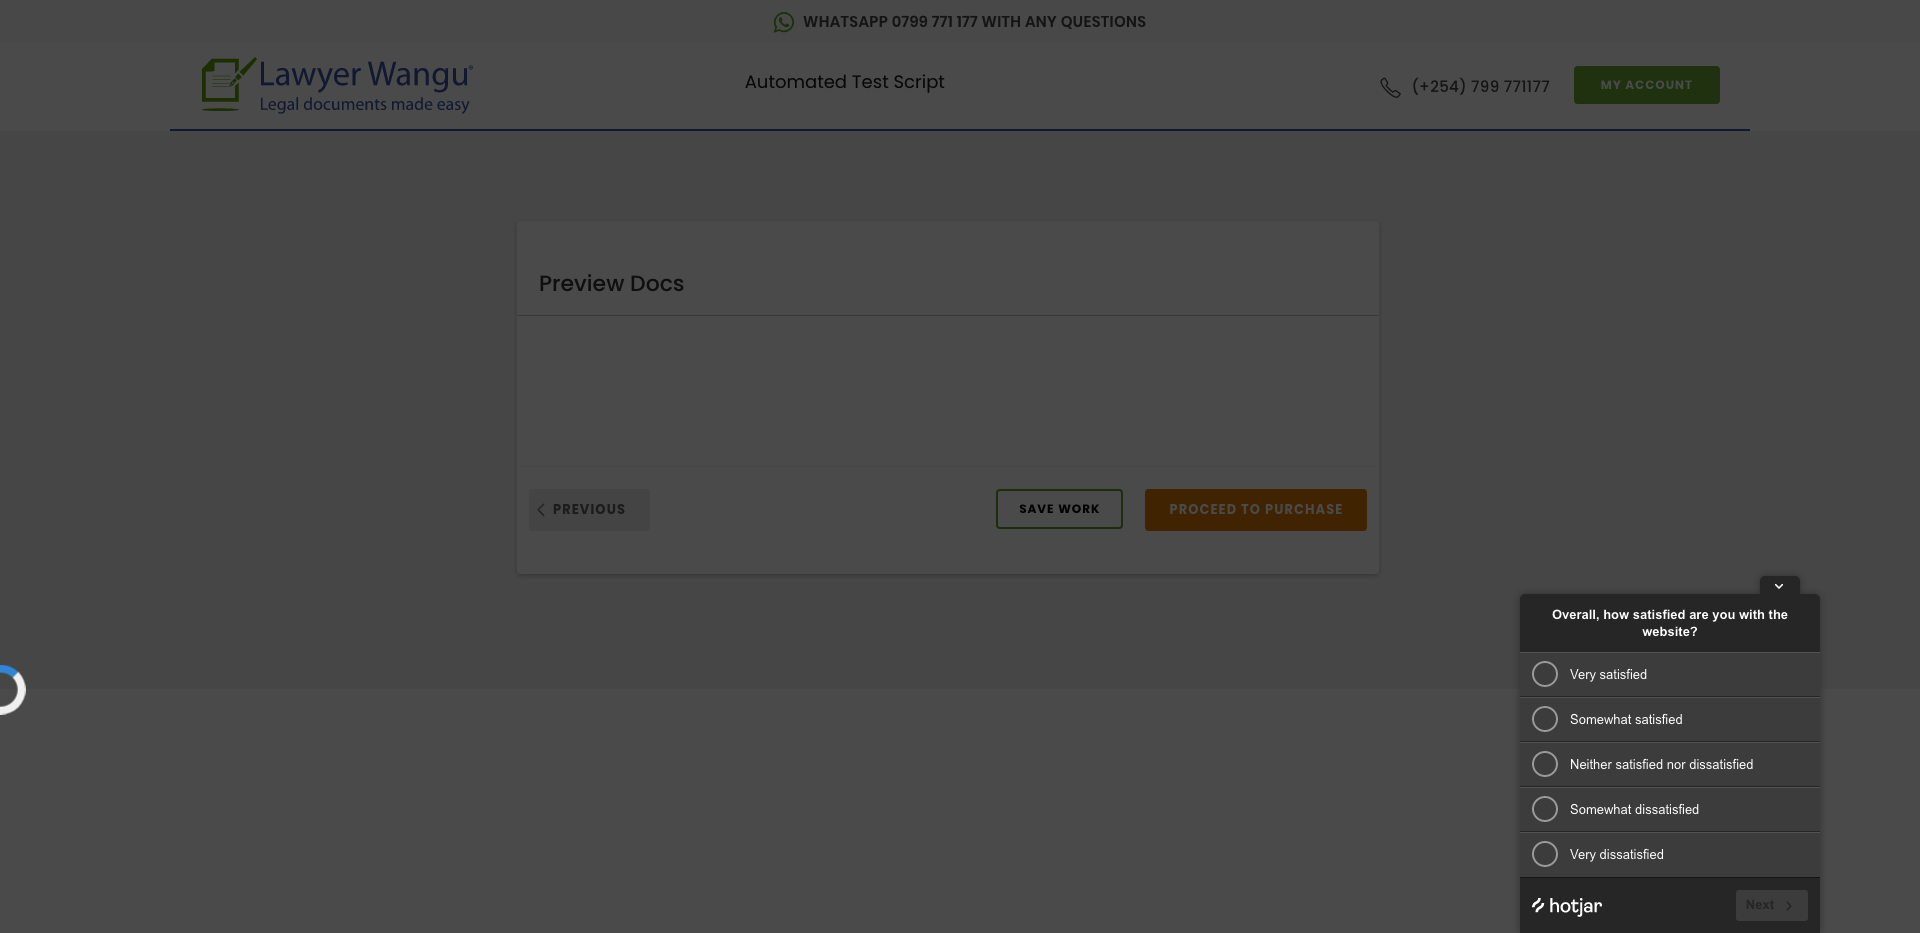 WHATSAPP 0799 771 177 WITH ANY QUESTIONS
Lawyer Wangu®
Legal documents made easy
Automated Test Script
(+254) 799 771177
MY ACCOUNT
Preview Docs
PREVIOUS
SAVE WORK
PROCEED TO PURCHASE
Overall, how satisfied are you with the
website?
Very satisfied
Somewhat satisfied
Neither satisfied nor dissatisfied
Somewhat dissatisfied
Very dissatisfied
hotjar
Next